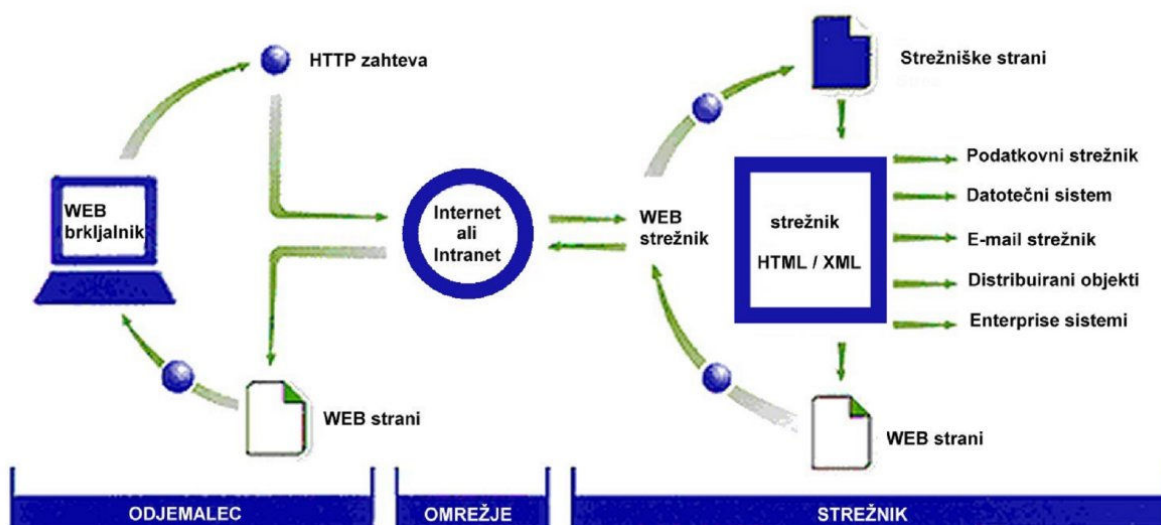 HTTP zahteva
WEB
brkljalnik
WEB strani
Internet
ali
Intranet
WEB
strežnik
Strežniške strani
strežnik
HTML / XML
Podatkovni strežnik
Datotečni sistem
E-mail strežnik
Distribuirani objekti
Enterprise sistemi
WEB strani
ODJEMALEC
OMREŽJE
STREŽNIK